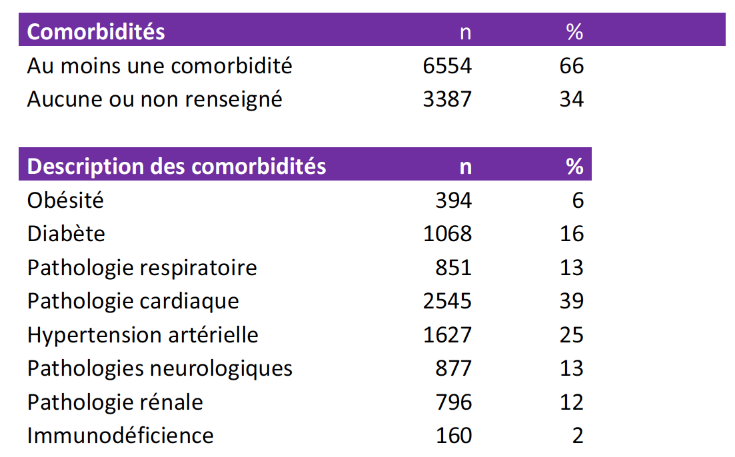 Comorbidités n %
Au moins une comorbidité 6554 66
Aucune ou non renseigné 3387 34
Description des comorbidités n %
Obésité 394 6
Diabète 1068 16
Pathologie respiratoire 851 13
Pathologie cardiaque 2545 39
Hypertension artérielle 1627 25
Pathologies neurologiques 877 13
Pathologie rénale 796 12
Immunodéficience 160 2